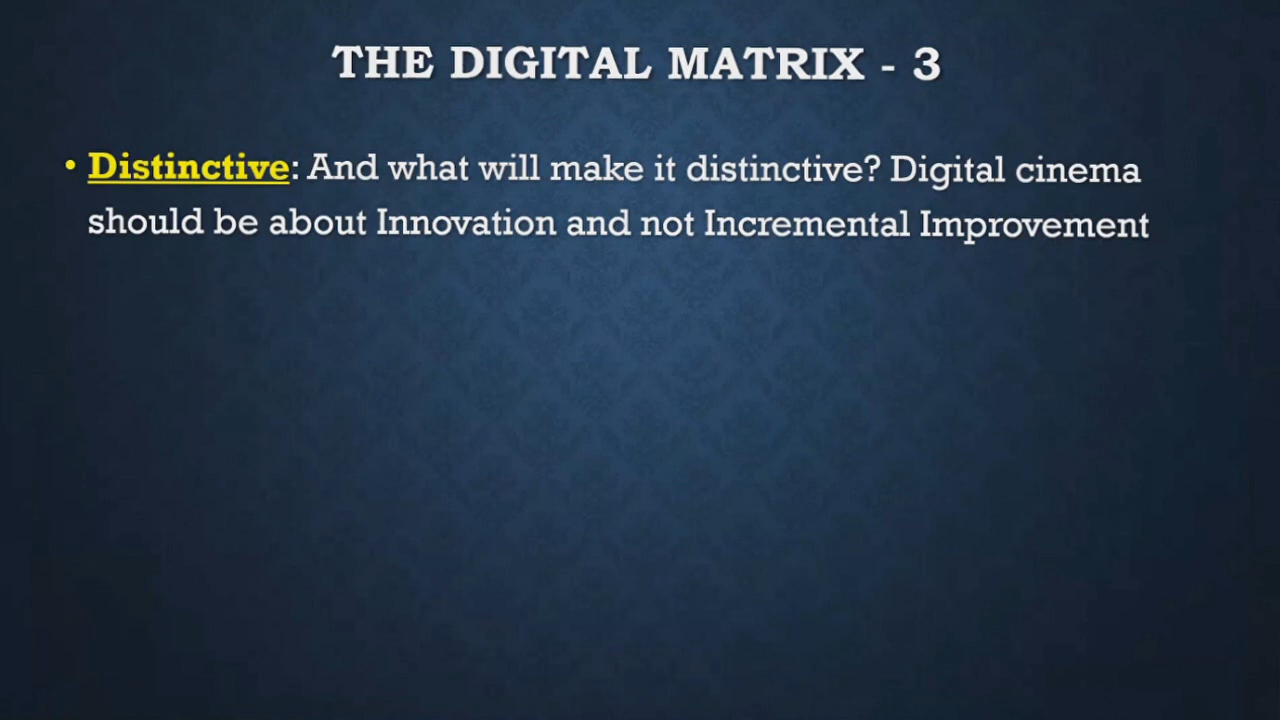 THE DIGITAL MATRIX - 3
• Distinctive: And what will make it distinctive? Digital cinema
should be about Innovation and not Incremental Improvement